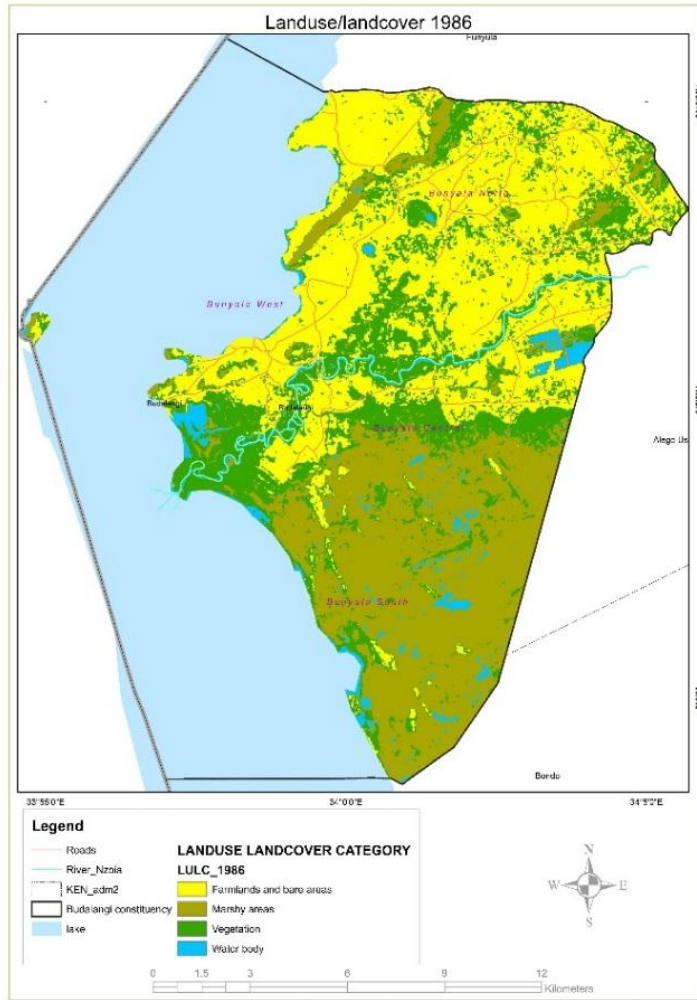 Landuse/landcover 1986
Funyula
Bunyala North
Bunyala West
Budalangi
Bunyala Central
Alego Us
Bunyala South
Bondo
33°55'0"E
34°0'0"E
34°5'0"E
Legend
Roads
River_Nzoia
KEN_adm2
Budalangi constituency
lake
LANDUSE LANDCOVER CATEGORY
LULC_1986
Farmlands and bare areas
Marshy areas
Vegetation
Water body
N
W E
S
0 1.5 3 6 9 12
Kilometers